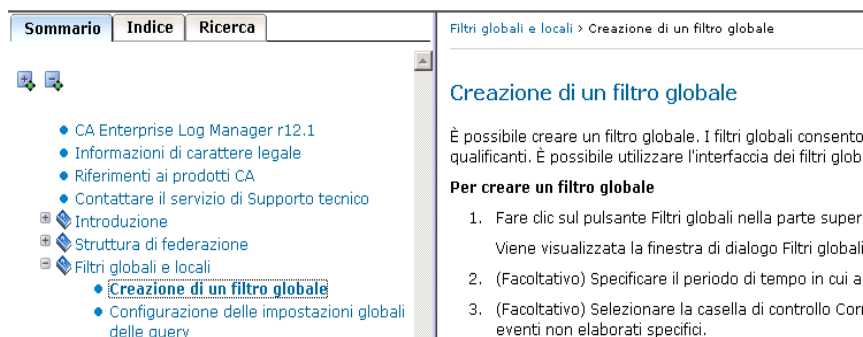 Sommario Indice Ricerca
CA Enterprise Log Manager r12.1
Informazioni di carattere legale
Riferimenti ai prodotti CA
Contattare il servizio di Supporto tecnico
Introduzione
Struttura di federazione
Filtri globali e locali
Creazione di un filtro globale
Configurazione delle impostazioni globali
delle query
Filtri globali e locali > Creazione di un filtro globale
Creazione di un filtro globale
È possibile creare un filtro globale. I filtri globali consento
qualificanti. È possibile utilizzare l'interfaccia dei filtri glob
Per creare un filtro globale
1. Fare clic sul pulsante Filtri globali nella parte super
Viene visualizzata la finestra di dialogo Filtri globali
2. (Facoltativo) Specificare il periodo di tempo in cui a
3. (Facoltativo) Selezionare la casella di controllo Cor
eventi non elaborati specifici.